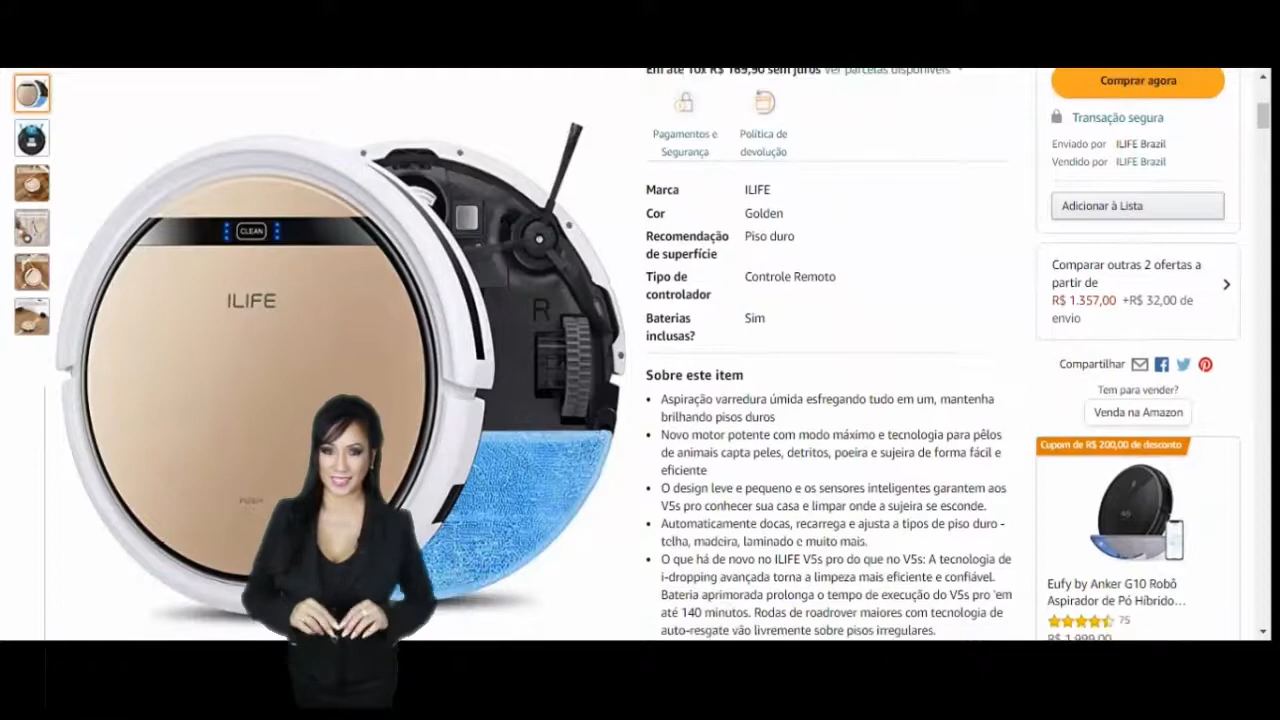 CLEAN
ILIFE
PUSH
R
Em até 10x R$ 169,90 sem juros Ver parcelas disponíveis
Pagamentos e
Segurança
Política de
devolução
Marca ILIFE
Cor Golden
Recomendação Piso duro
de superfície
Tipo de Controle Remoto
controlador
Baterias Sim
inclusas?
Sobre este item
• Aspiração varredura úmida esfregando tudo em um, mantenha
brilhando pisos duros
• Novo motor potente com modo máximo e tecnologia para pêlos
de animais capta peles, detritos, poeira e sujeira de forma fácil e
eficiente
• O design leve e pequeno e os sensores inteligentes garantem aos
V5s pro conhecer sua casa e limpar onde a sujeira se esconde.
• Automaticamente docas, recarrega e ajusta a tipos de piso duro -
telha, madeira, laminado e muito mais.
• O que há de novo no ILIFE V5s pro do que no V5s: A tecnologia de
i-dropping avançada torna a limpeza mais eficiente e confiável.
Bateria aprimorada prolonga o tempo de execução do V5s pro 'em
até 140 minutos. Rodas de roadrover maiores com tecnologia de
auto-resgate vão livremente sobre pisos irregulares.
Comprar agora
Transação segura
Enviado por ILIFE Brazil
Vendido por ILIFE Brazil
Adicionar à Lista
Comparar outras 2 ofertas a
partir de
R$ 1.357,00 +R$ 32,00 de
envio
Compartilhar
Tem para vender?
Venda na Amazon
Cupom de R$ 200,00 de desconto
Eufy by Anker G10 Robô
Aspirador de Pó Híbrido…
75
R$ 1.999,00